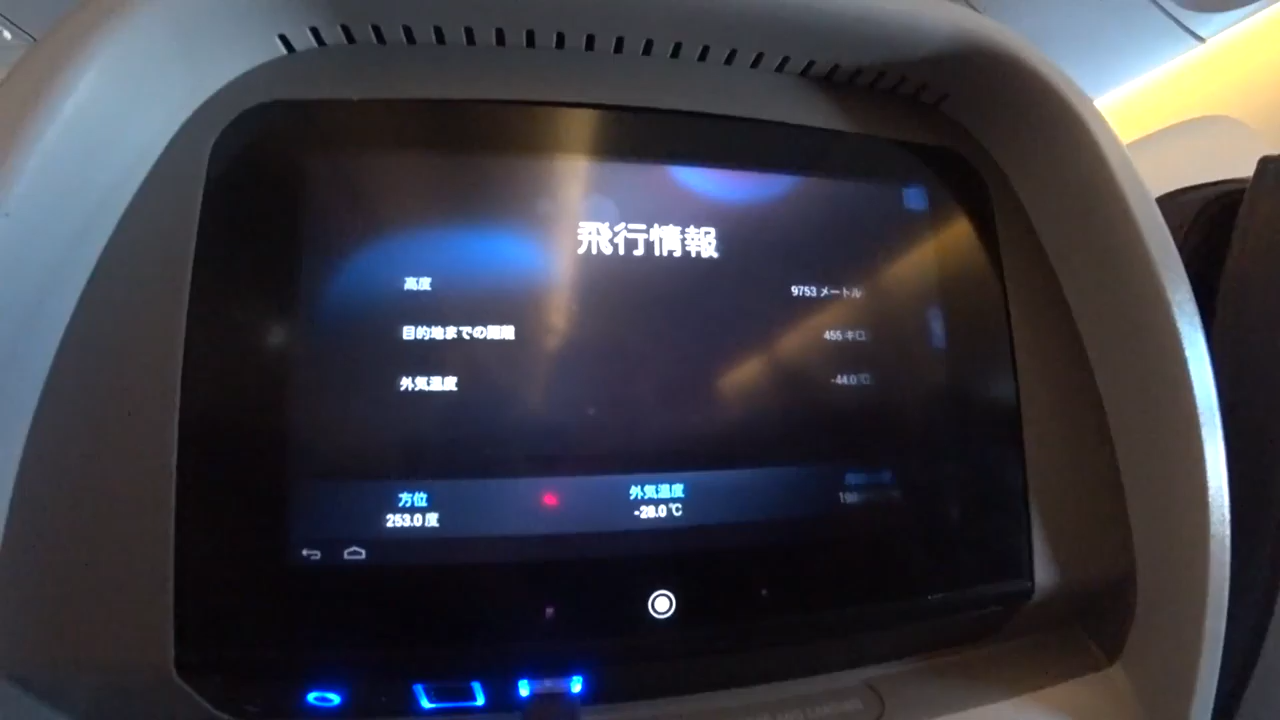 飛行情報
高度 9753 メートル
目的地までの距離 455 キロ
外気温度 -44.0 ℃
方位 外気温度
253.0 度 -28.0 ℃